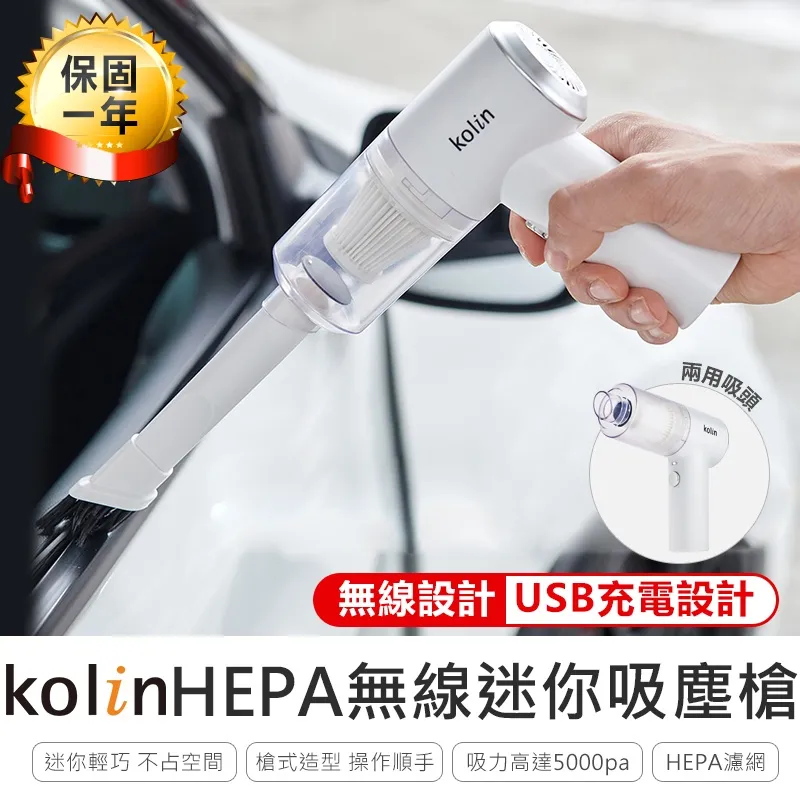 保固
一年
kolin
兩用吸頭
kolin
無線設計 USB充電設計
kolinHEPA無線迷你吸塵槍
迷你輕巧 不占空間
槍式造型 操作順手
吸力高達5000pa
HEPA濾網